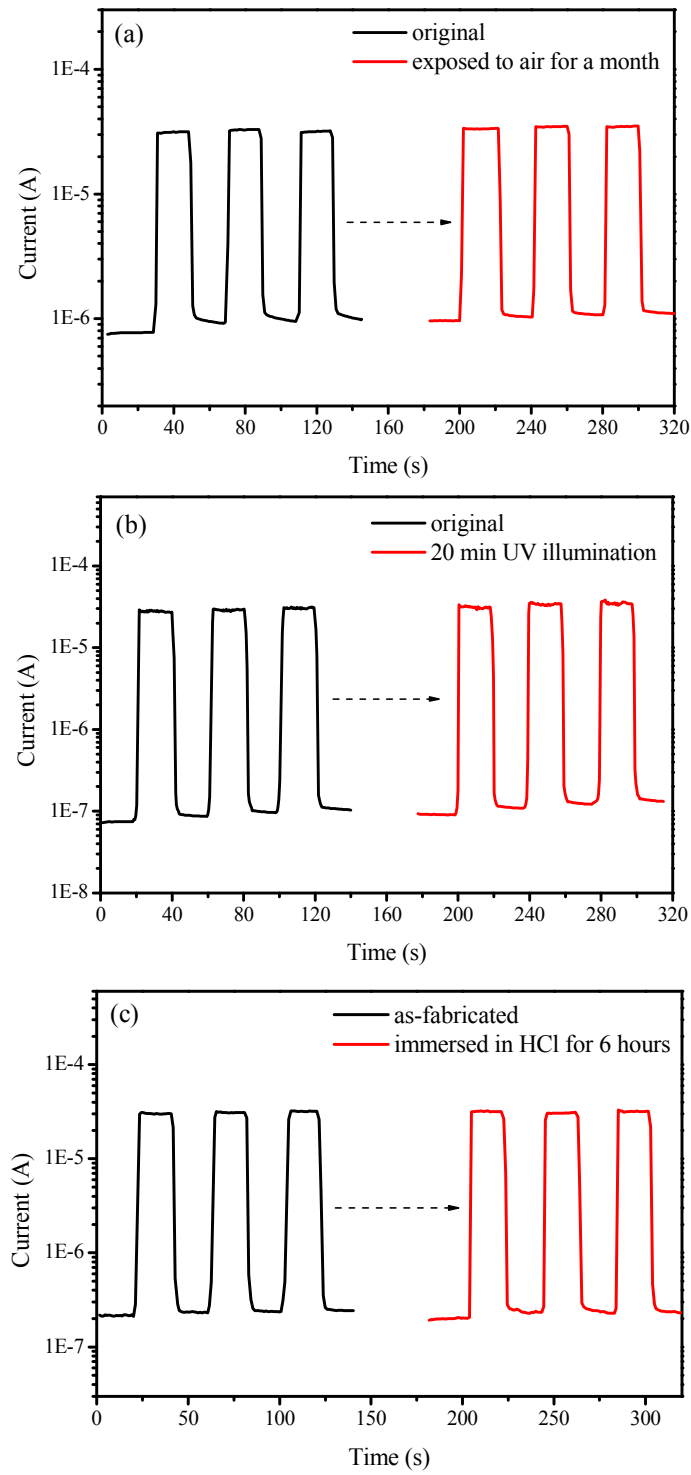 (a)
original
exposed to air for a month
1E-4
1E-5
1E-6
Current (A)
0 40 80 120 160 200 240 280 320
Time (s)
(b)
original
20 min UV illumination
1E-4
1E-5
1E-6
1E-7
1E-8
Current (A)
0 40 80 120 160 200 240 280 320
Time (s)
(c)
as-fabricated
immersed in HCl for 6 hours
1E-4
1E-5
1E-6
1E-7
Current (A)
0 50 100 150 200 250 300
Time (s)